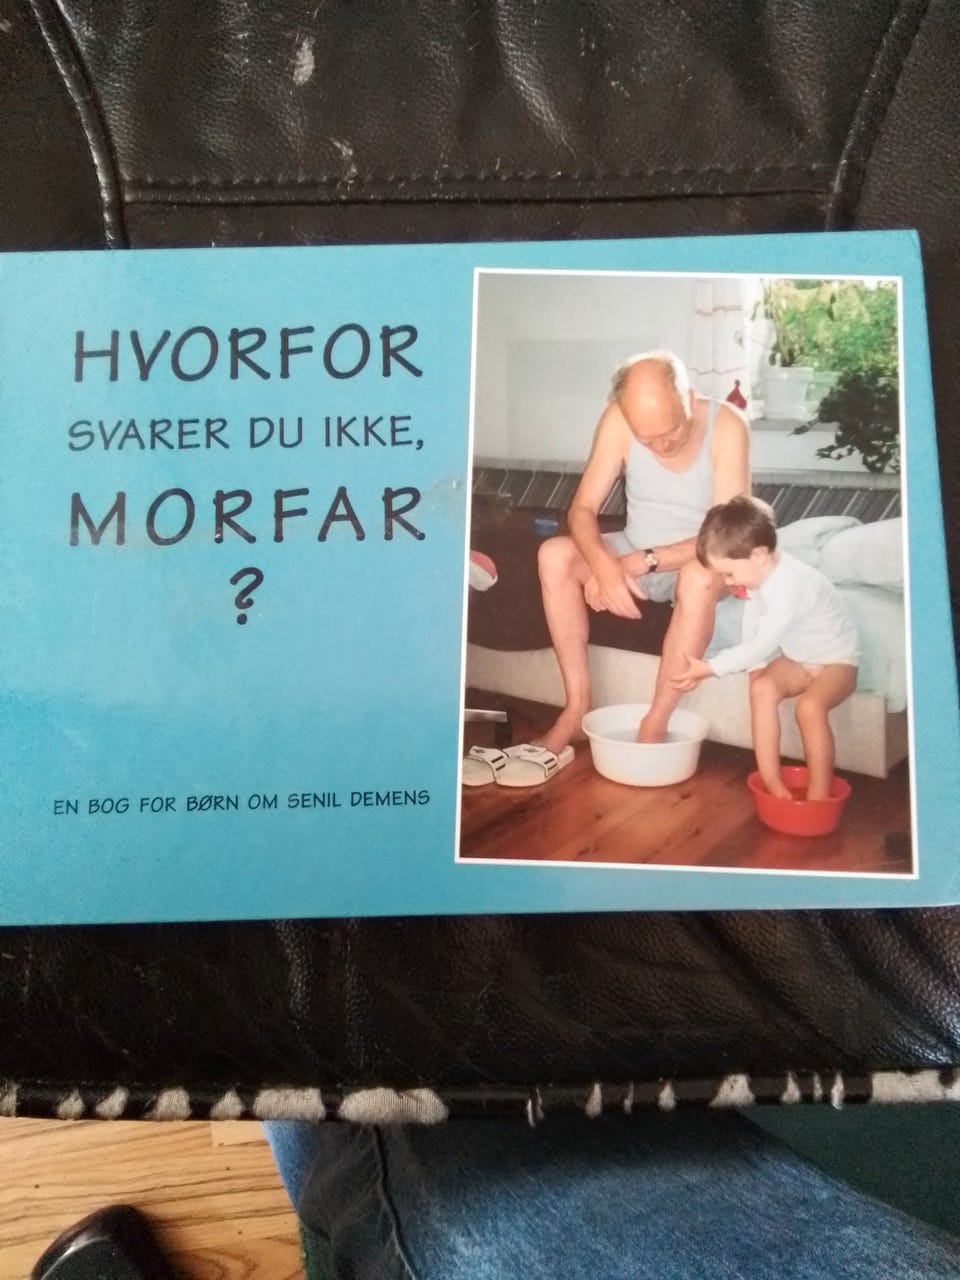 HVORFOR
SVARER DU IKKE,
MORFAR
?
EN BOG FOR BØRN OM SENIL DEMENS